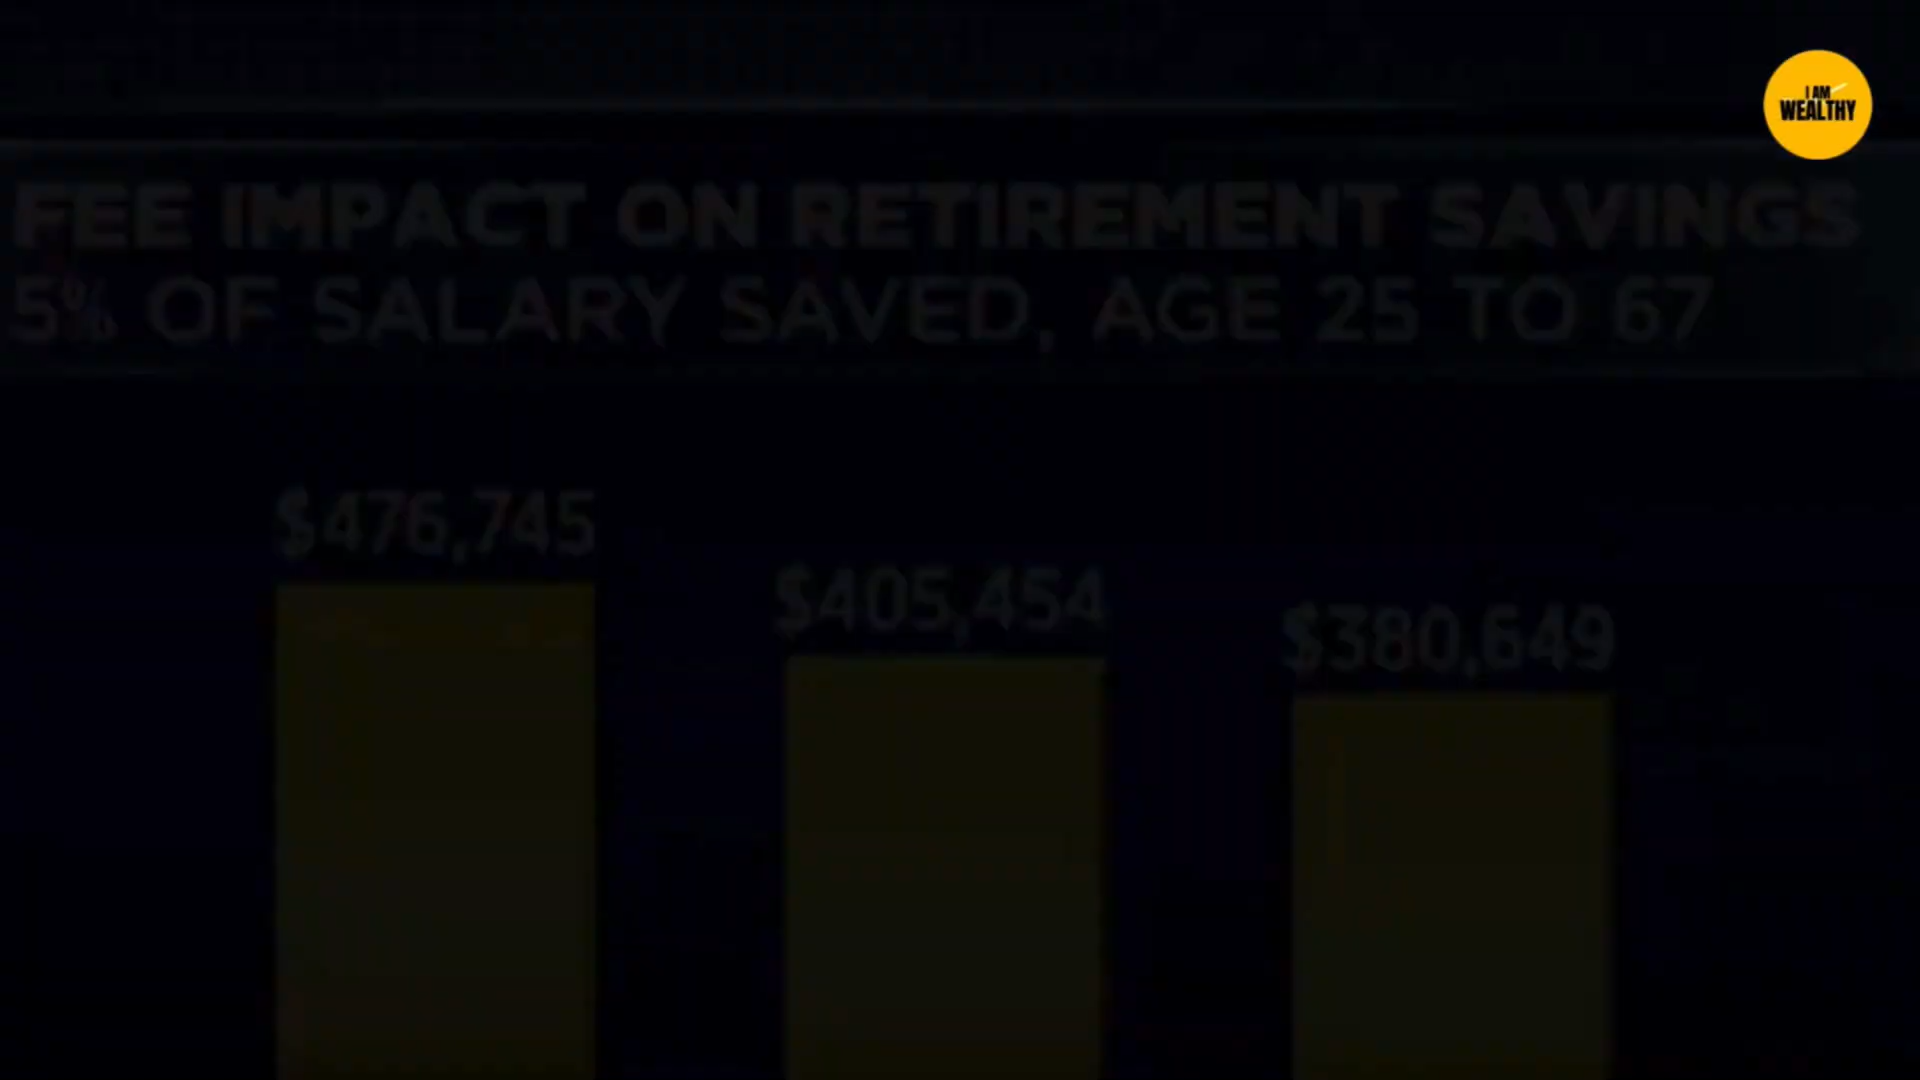 I AM
WEALTHY
FEE IMPACT ON RETIREMENT SAVINGS
5% OF SALARY SAVED, AGE 25 TO 67
$476,745
$405,454
$380,649